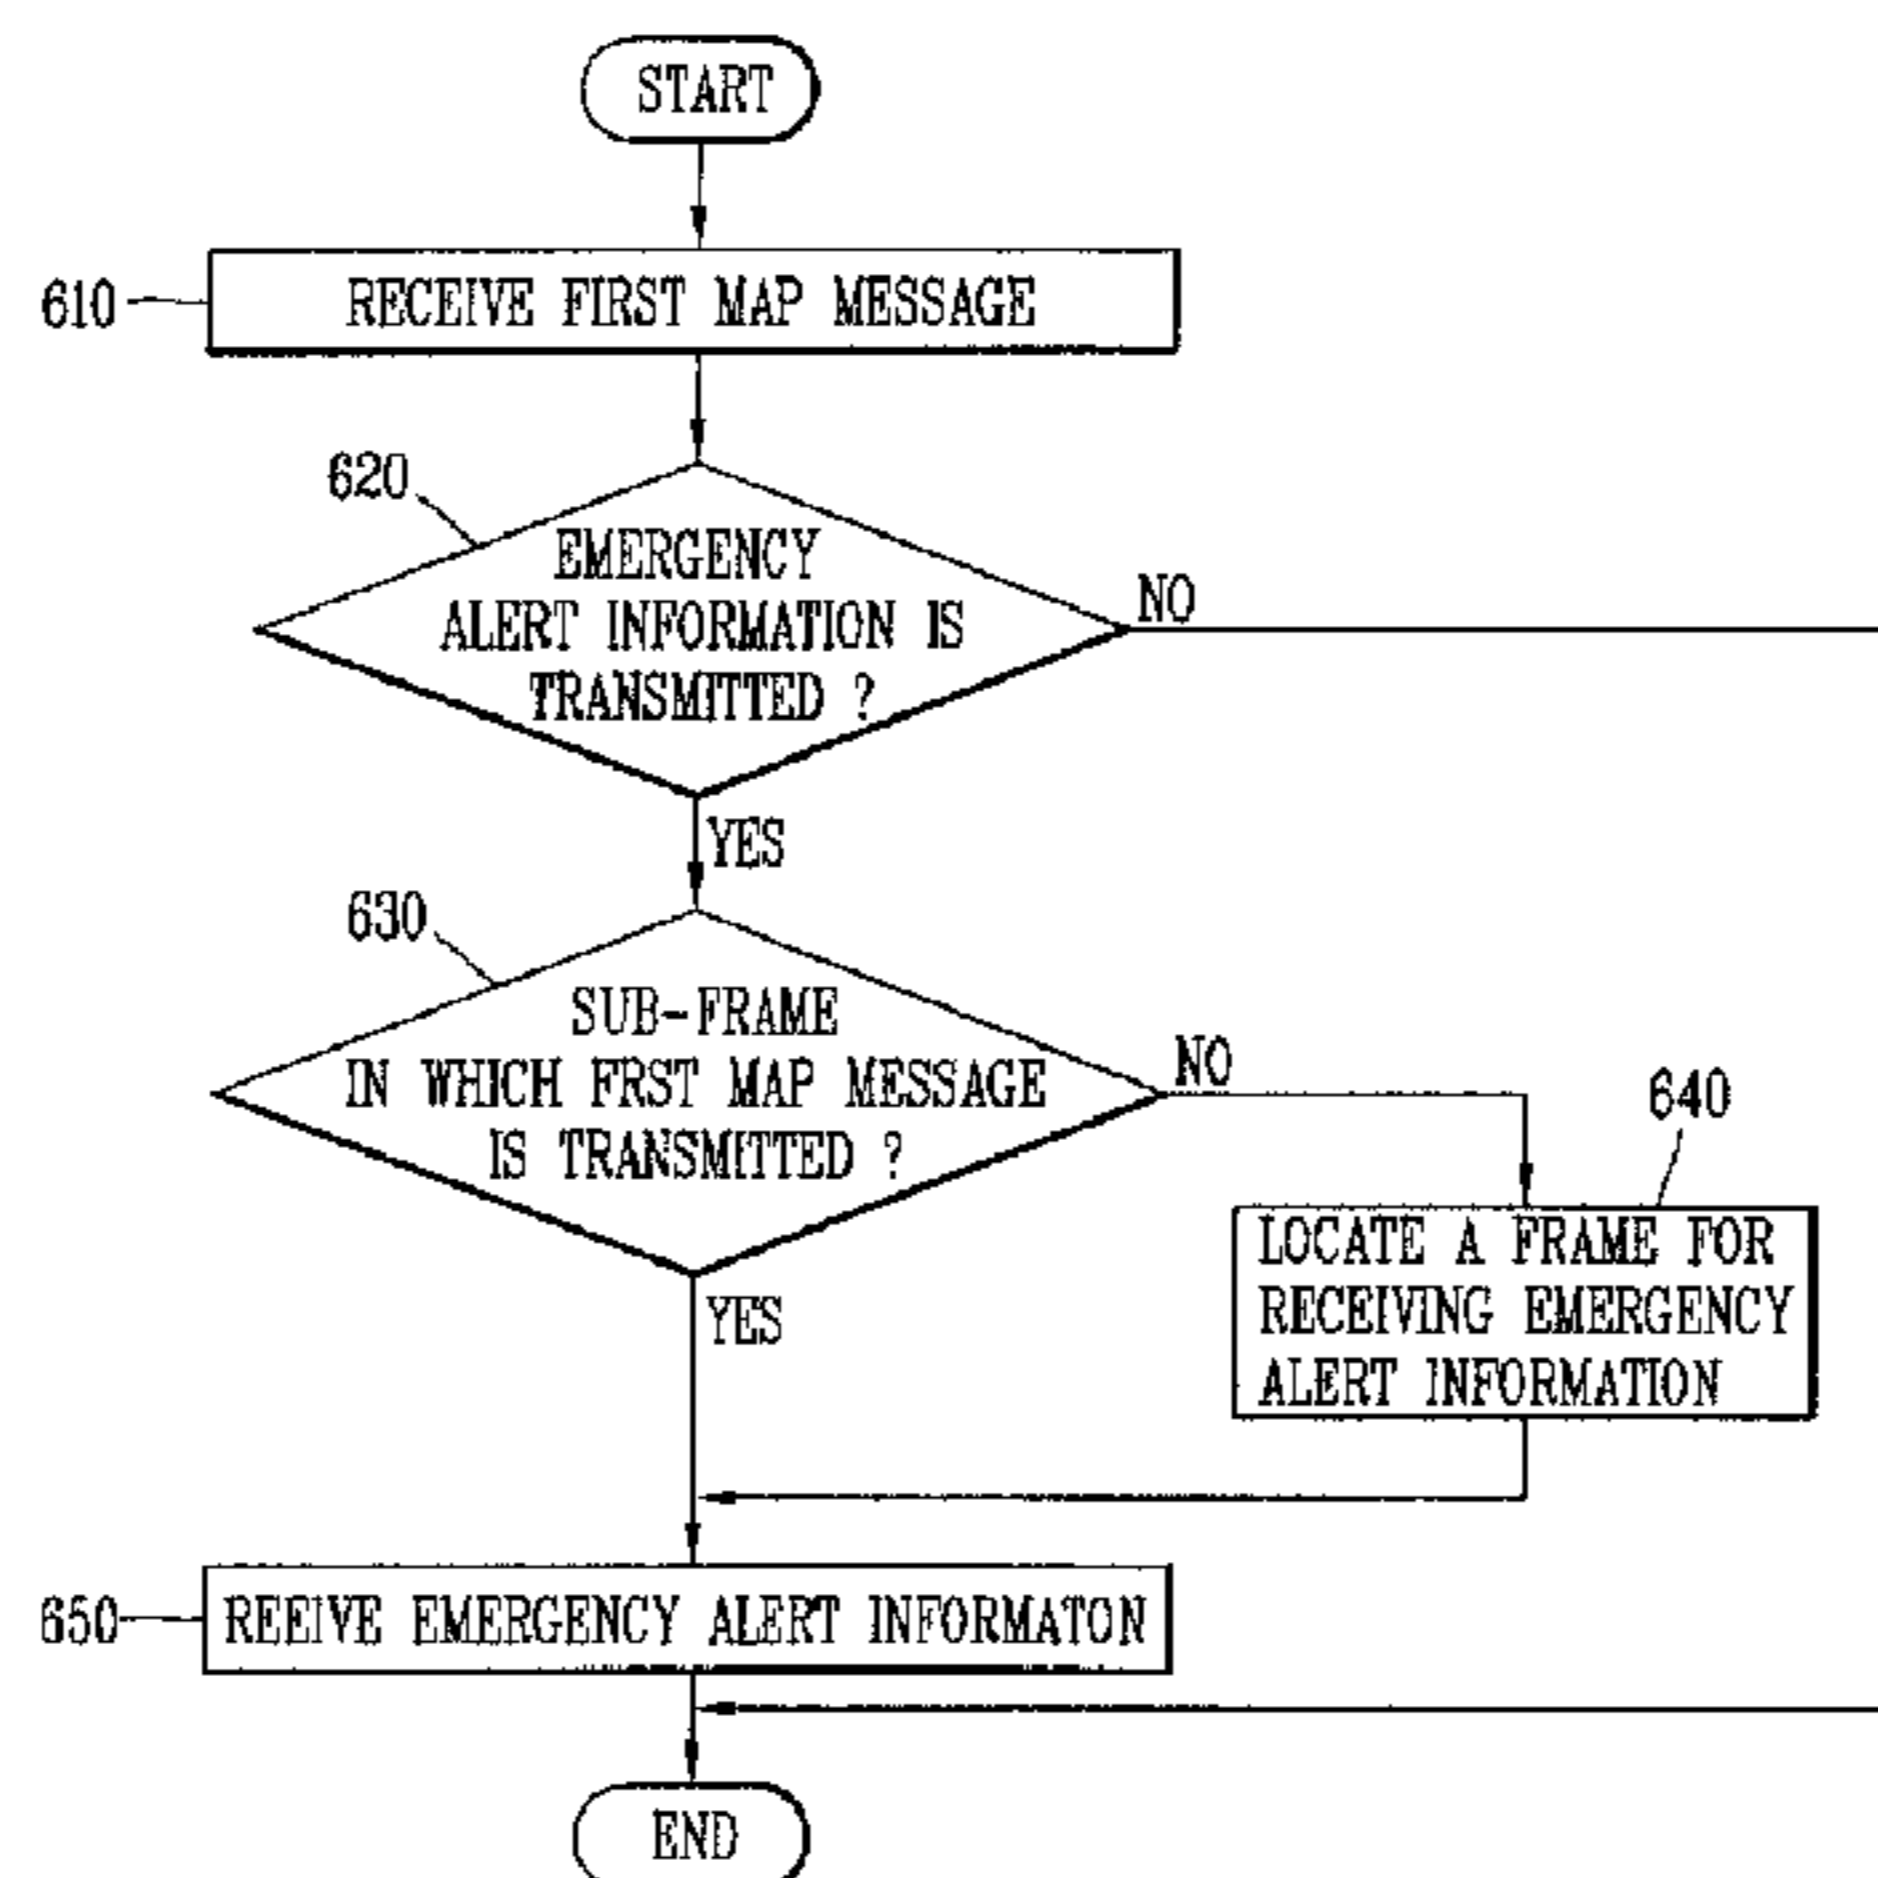 START
610
RECEIVE FIRST MAP MESSAGE
620
EMERGENCY
ALERT INFORMATION IS
TRANSMITTED ?
NO
YES
630
SUB-FRAME
IN WHICH FRST MAP MESSAGE
IS TRANSMITTED ?
NO
640
LOCATE A FRAME FOR
RECEIVING EMERGENCY
ALERT INFORMATION
YES
650
REEIVE EMERGENCY ALERT INFORMATON
END